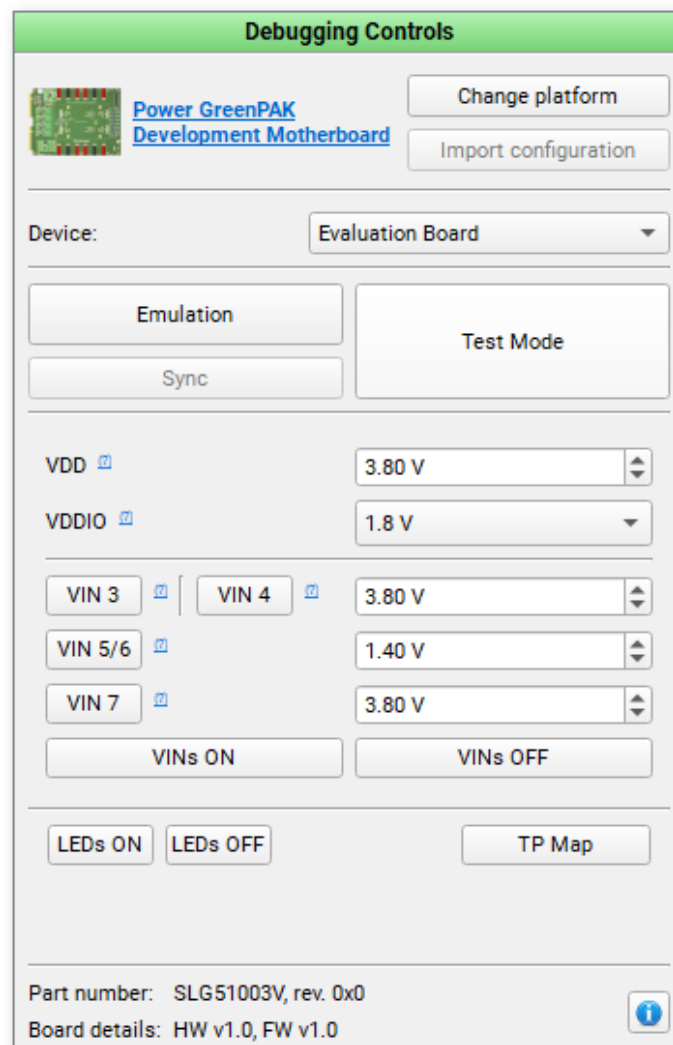 Debugging Controls
Power GreenPAK
Development Motherboard
Change platform
Import configuration
Device:
Evaluation Board
Emulation
Sync
Test Mode
VDD [?]
3.80 V
VDDIO [?]
1.8 V
VIN 3 [?] VIN 4 [?]
3.80 V
VIN 5/6 [?]
1.40 V
VIN 7 [?]
3.80 V
VINs ON
VINs OFF
LEDs ON
LEDs OFF
TP Map
Part number: SLG51003V, rev. 0x0
Board details: HW v1.0, FW v1.0